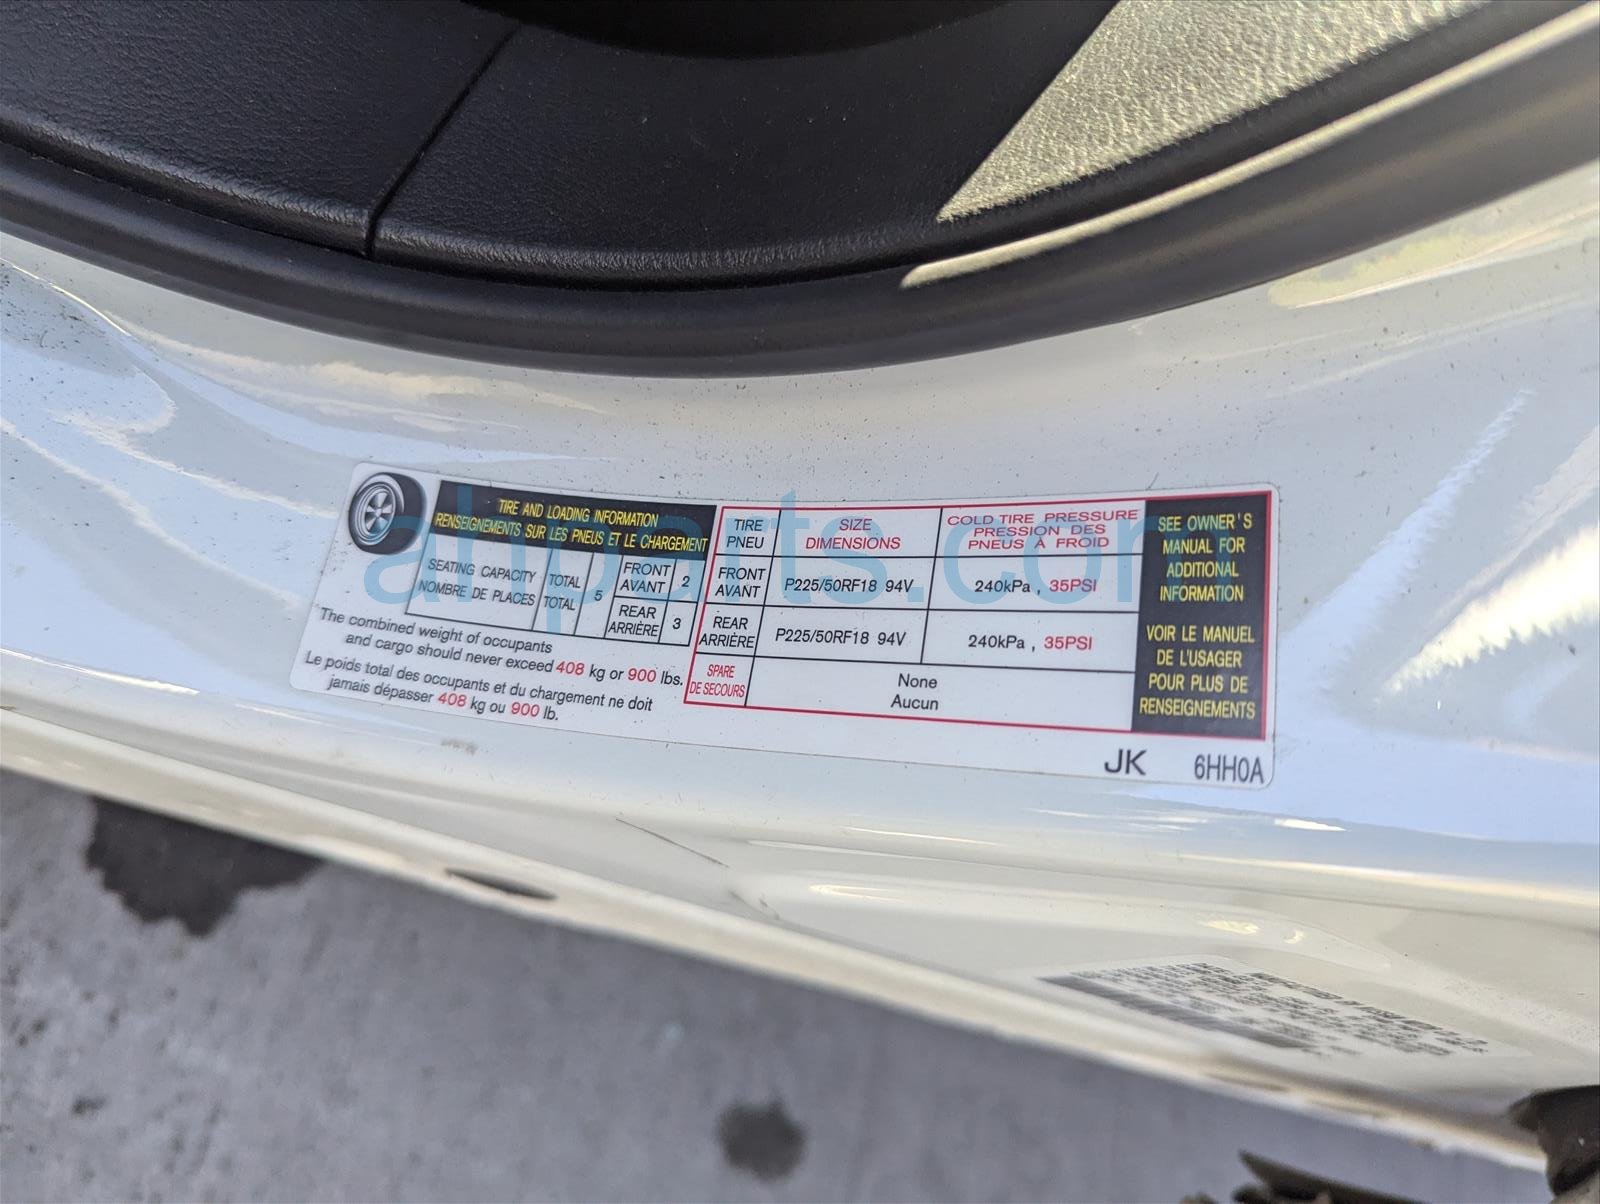 TIRE AND LOADING INFORMATION
RENSEIGNEMENTS SUR LES PNEUS ET LE CHARGEMENT
SEATING CAPACITY
NOMBRE DE PLACES
TOTAL
TOTAL
5
FRONT
AVANT
2
REAR
ARRIÈRE
3
The combined weight of occupants
and cargo should never exceed 408 kg or 900 lbs.
Le poids total des occupants et du chargement ne doit
jamais dépasser 408 kg ou 900 lb.
TIRE
PNEU
SIZE
DIMENSIONS
COLD TIRE PRESSURE
PRESSION DES
PNEUS À FROID
FRONT
AVANT
P225/50RF18 94V
240kPa , 35PSI
REAR
ARRIÈRE
P225/50RF18 94V
240kPa , 35PSI
SPARE
DE SECOURS
None
Aucun
SEE OWNER'S
MANUAL FOR
ADDITIONAL
INFORMATION
VOIR LE MANUEL
DE L'USAGER
POUR PLUS DE
RENSEIGNEMENTS
JK 6HH0A
ahparts.com